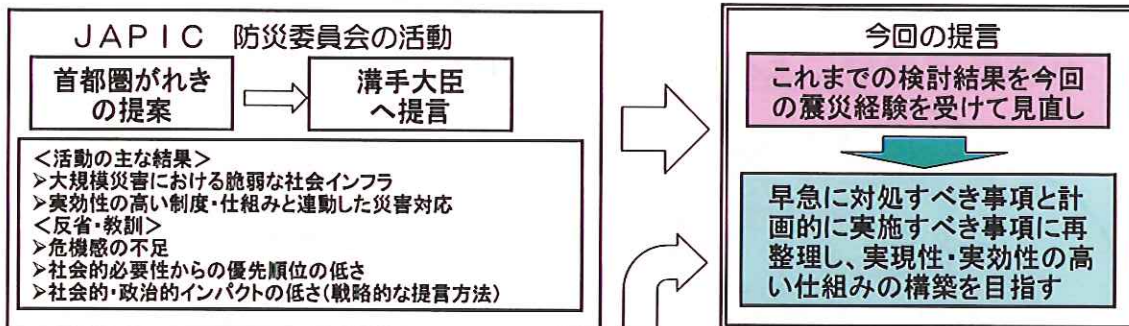 JAPIC 防災委員会の活動
首都圏がれき
の提案
溝手大臣
へ提言
<活動の主な結果>
➢大規模災害における脆弱な社会インフラ
➢実効性の高い制度・仕組みと連動した災害対応
<反省・教訓>
➢危機感の不足
➢社会的必要性からの優先順位の低さ
➢社会的・政治的インパクトの低さ(戦略的な提言方法)
今回の提言
これまでの検討結果を今回
の震災経験を受けて見直し
早急に対処すべき事項と計
画的に実施すべき事項に再
整理し、実現性・実効性の高
い仕組みの構築を目指す